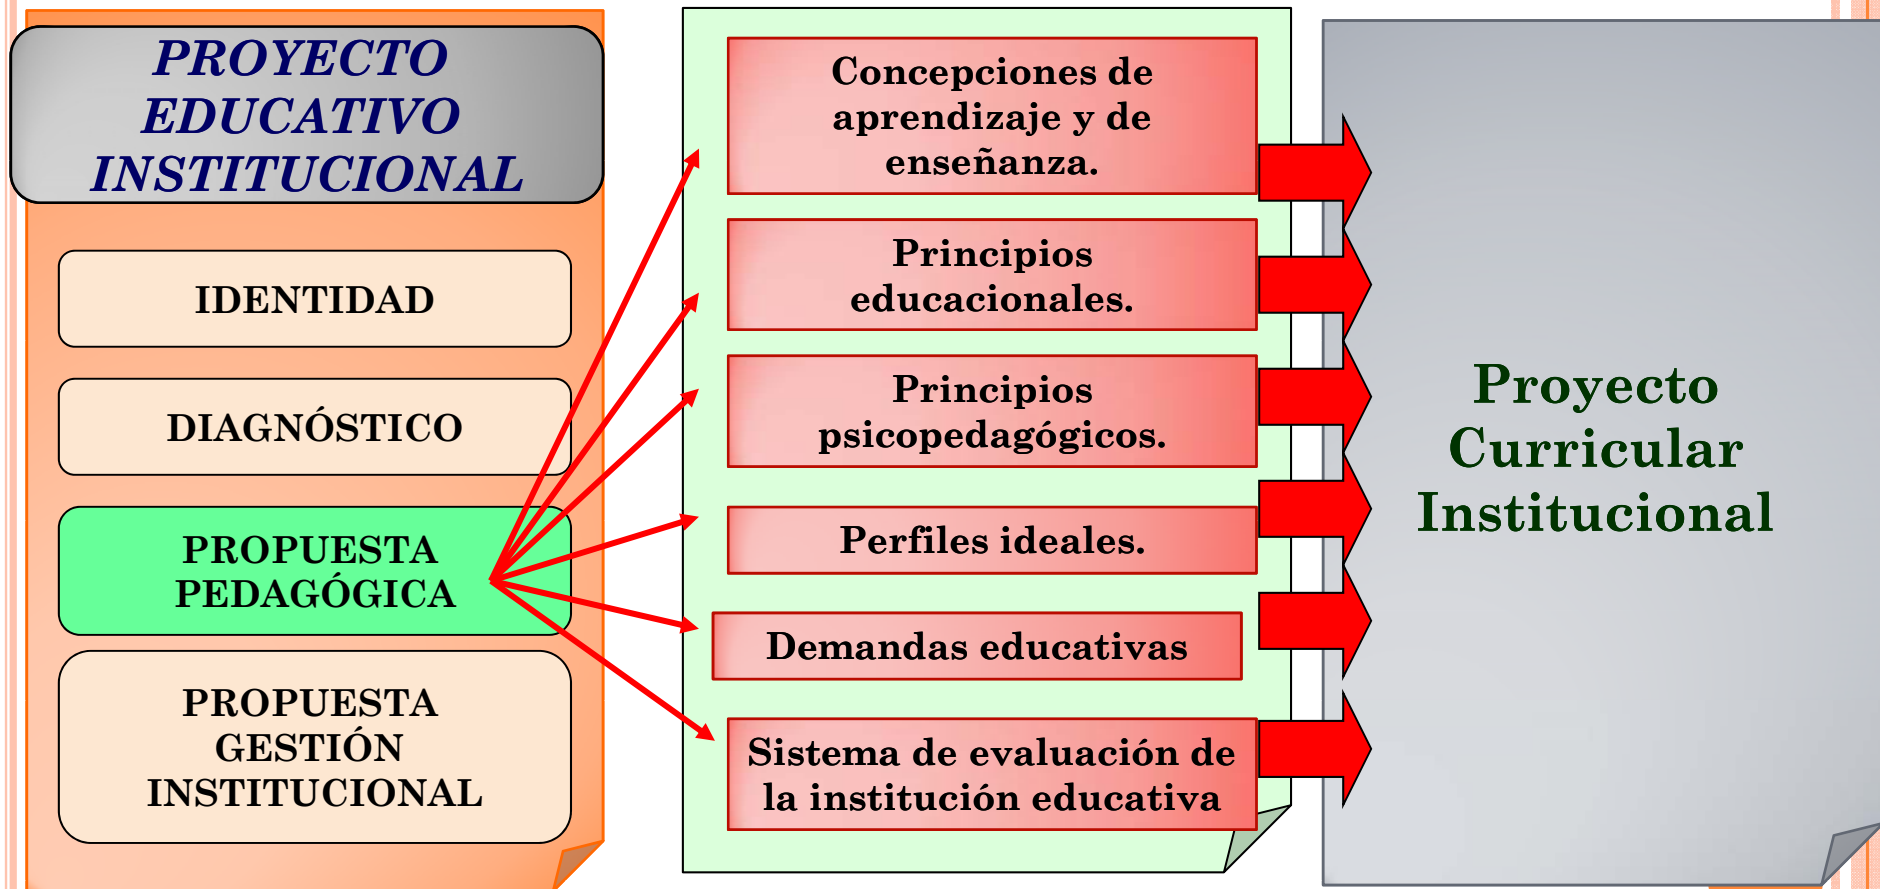 PROYECTO
EDUCATIVO
INSTITUCIONAL
IDENTIDAD
DIAGNÓSTICO
PROPUESTA
PEDAGÓGICA
PROPUESTA
GESTIÓN
INSTITUCIONAL
Concepciones de
aprendizaje y de
enseñanza.
Principios
educacionales.
Principios
psicopedagógicos.
Perfiles ideales.
Demandas educativas
Sistema de evaluación de
la institución educativa
Proyecto
Curricular
Institucional